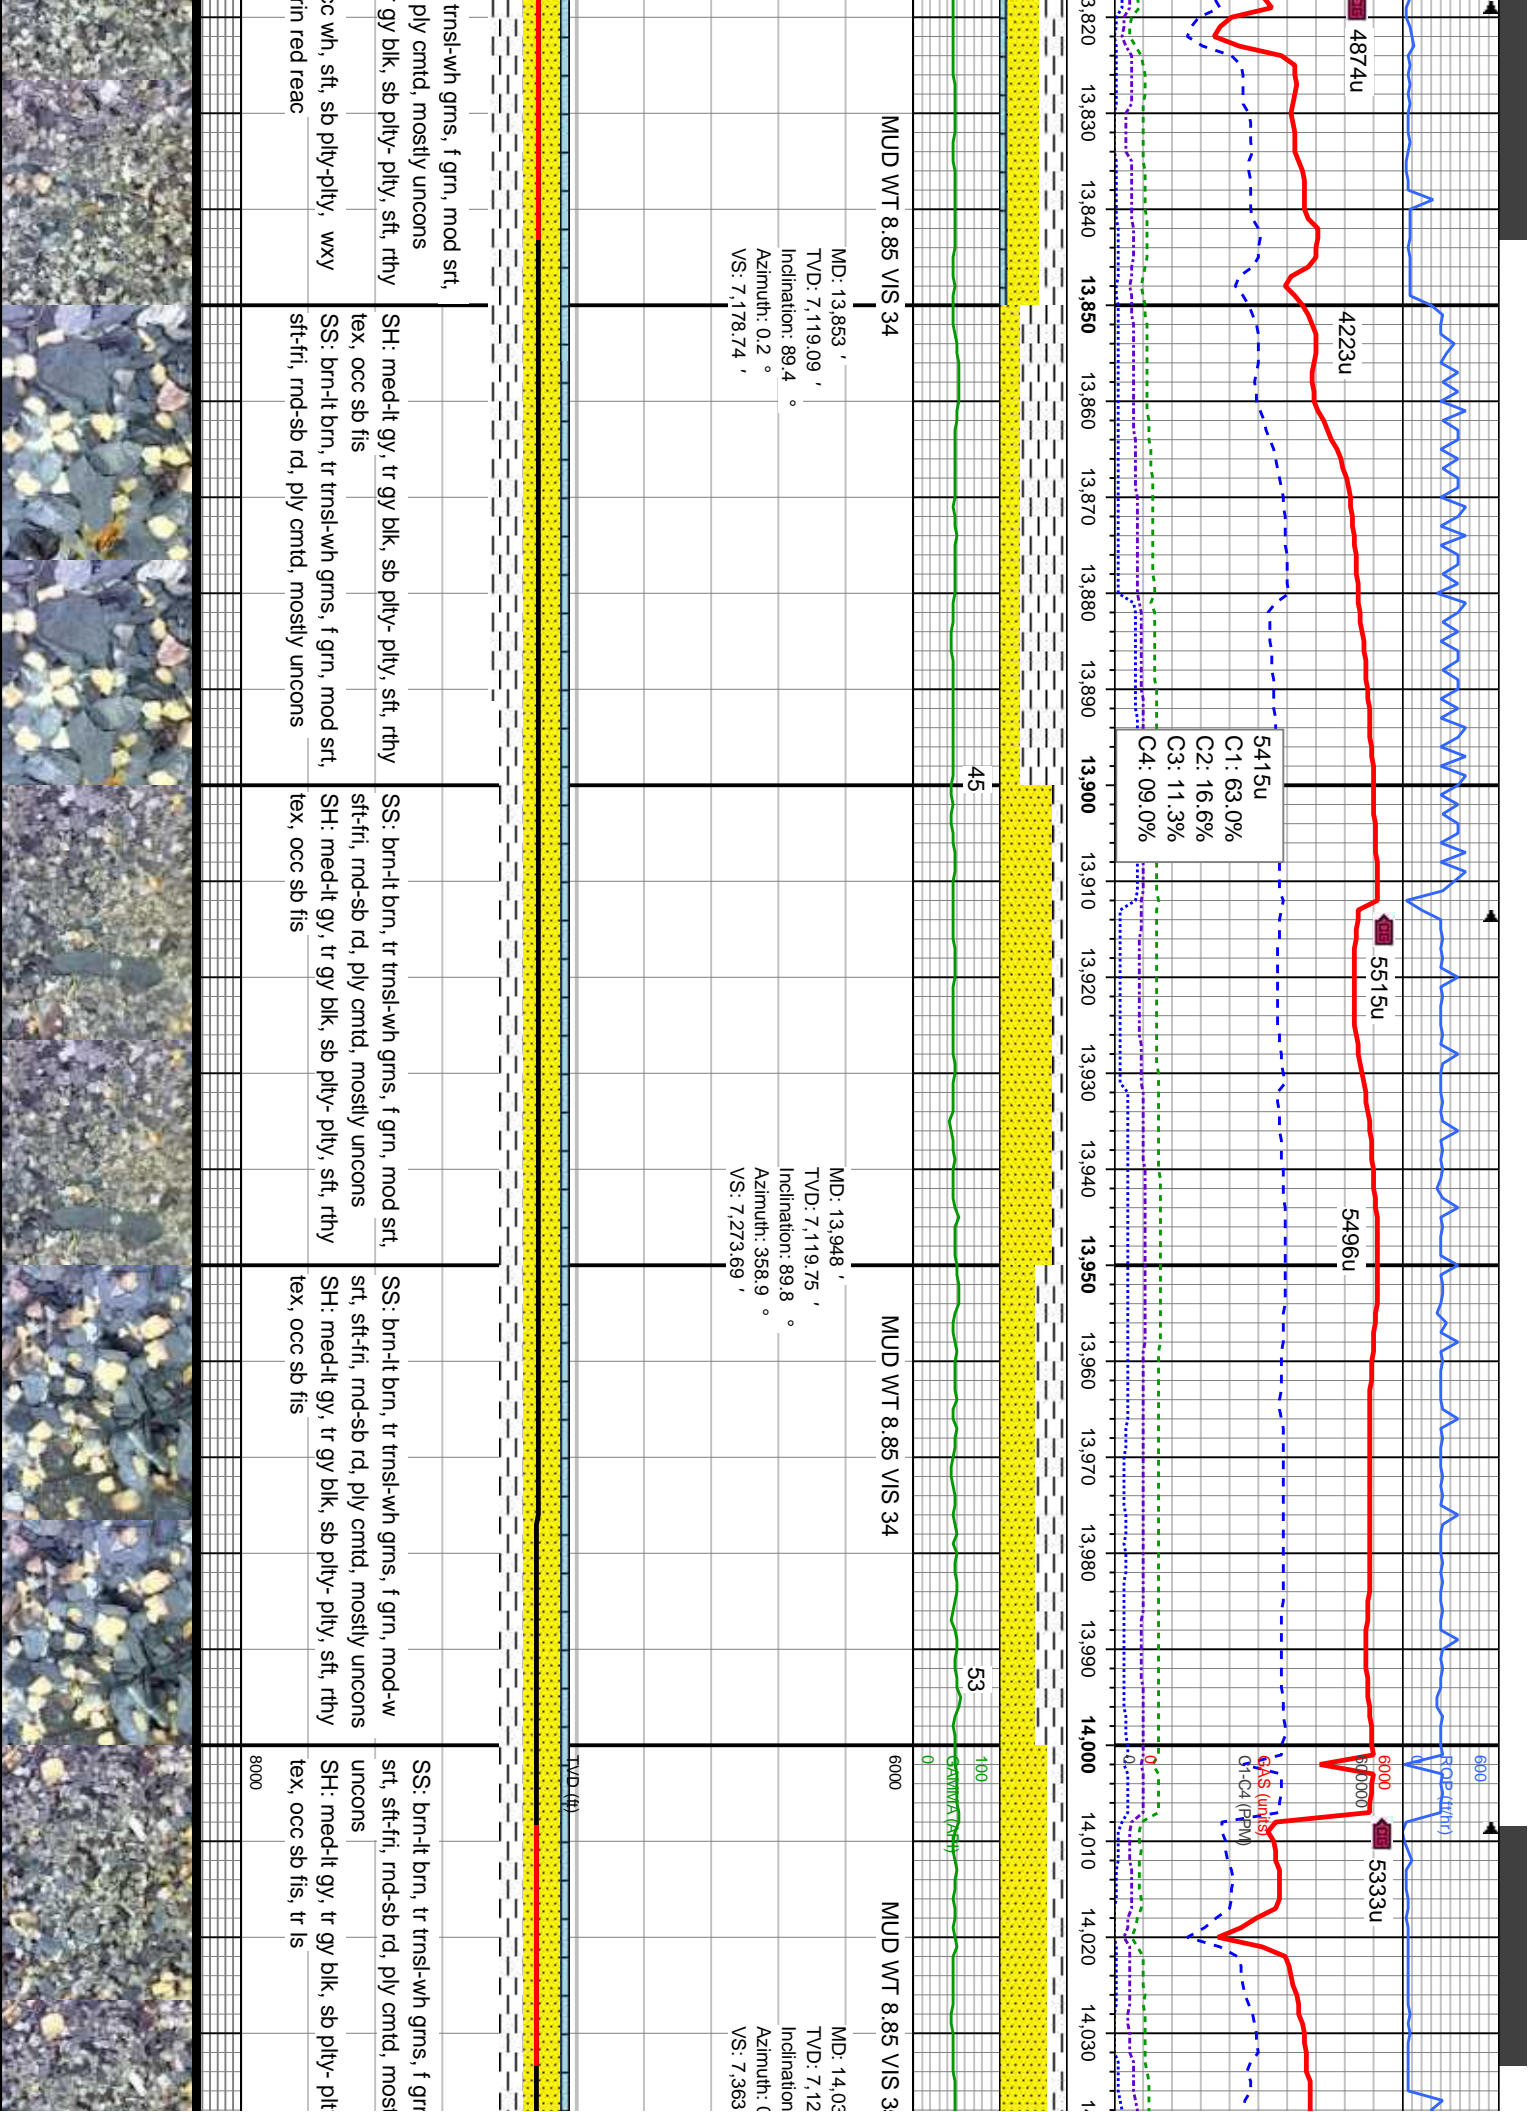 trnsl-wh grns, f grn, mod srt,
ply cmtd, mostly uncons
gy blk, sb plty- plty, sft, rthy
wh, sft, sb plty-plty, wxy
red reac
SH: med-lt gy, tr gy blk, sb plty- plty, sft, rthy
tex, occ sb fis
SS: brn-lt brn, tr trnsl-wh grns, f grn, mod srt,
sft-fri, rnd-sb rd, ply cmtd, mostly uncons
SS: brn-lt brn, tr trnsl-wh grns, f grn, mod srt,
sft-fri, rnd-sb rd, ply cmtd, mostly uncons
SH: med-lt gy, tr gy blk, sb plty- plty, sft, rthy
tex, occ sb fis
SS: brn-lt brn, tr trnsl-wh grns, f grn, mod-w
srt, sft-fri, rnd-sb rd, ply cmtd, mostly uncons
SH: med-lt gy, tr gy blk, sb plty- plty, sft, rthy
tex, occ sb fis
SS: brn-lt brn, tr trnsl-wh grns, f
srt, sft-fri, rnd-sb rd, ply cmtd,
uncons
SH: med-lt gy, tr gy blk, sb plty-
tex, occ sb fis, tr ls
8000
TVD (ft)
6000
MUD WT 8.85 VIS 34
MD: 13,853 '
TVD: 7,119.09 '
Inclination: 89.4 °
Azimuth: 0.2 °
VS: 7,178.74 '
MD: 13,948 '
TVD: 7,119.75 '
Inclination: 89.8 °
Azimuth: 358.9 °
VS: 7,273.69 '
MUD WT 8.85 VIS 34
MUD WT 8.85 VIS
MD:
TVD:
Inclination
Azimuth:
VS:
45
53
0
GAMMA (API)
100
13,830
13,840
13,850
13,860
13,870
13,880
13,890
13,900
13,910
13,920
13,930
13,940
13,950
13,960
13,970
13,980
13,990
14,000
14,010
14,020
14,030
4874u
4223u
5415u
C1: 63.0%
C2: 16.6%
C3: 11.3%
C4: 09.0%
5515u
5496u
5333u
0
0
GAS (units)
C1-C4 (PPM)
6000
0
ROP (ft/hr)
600